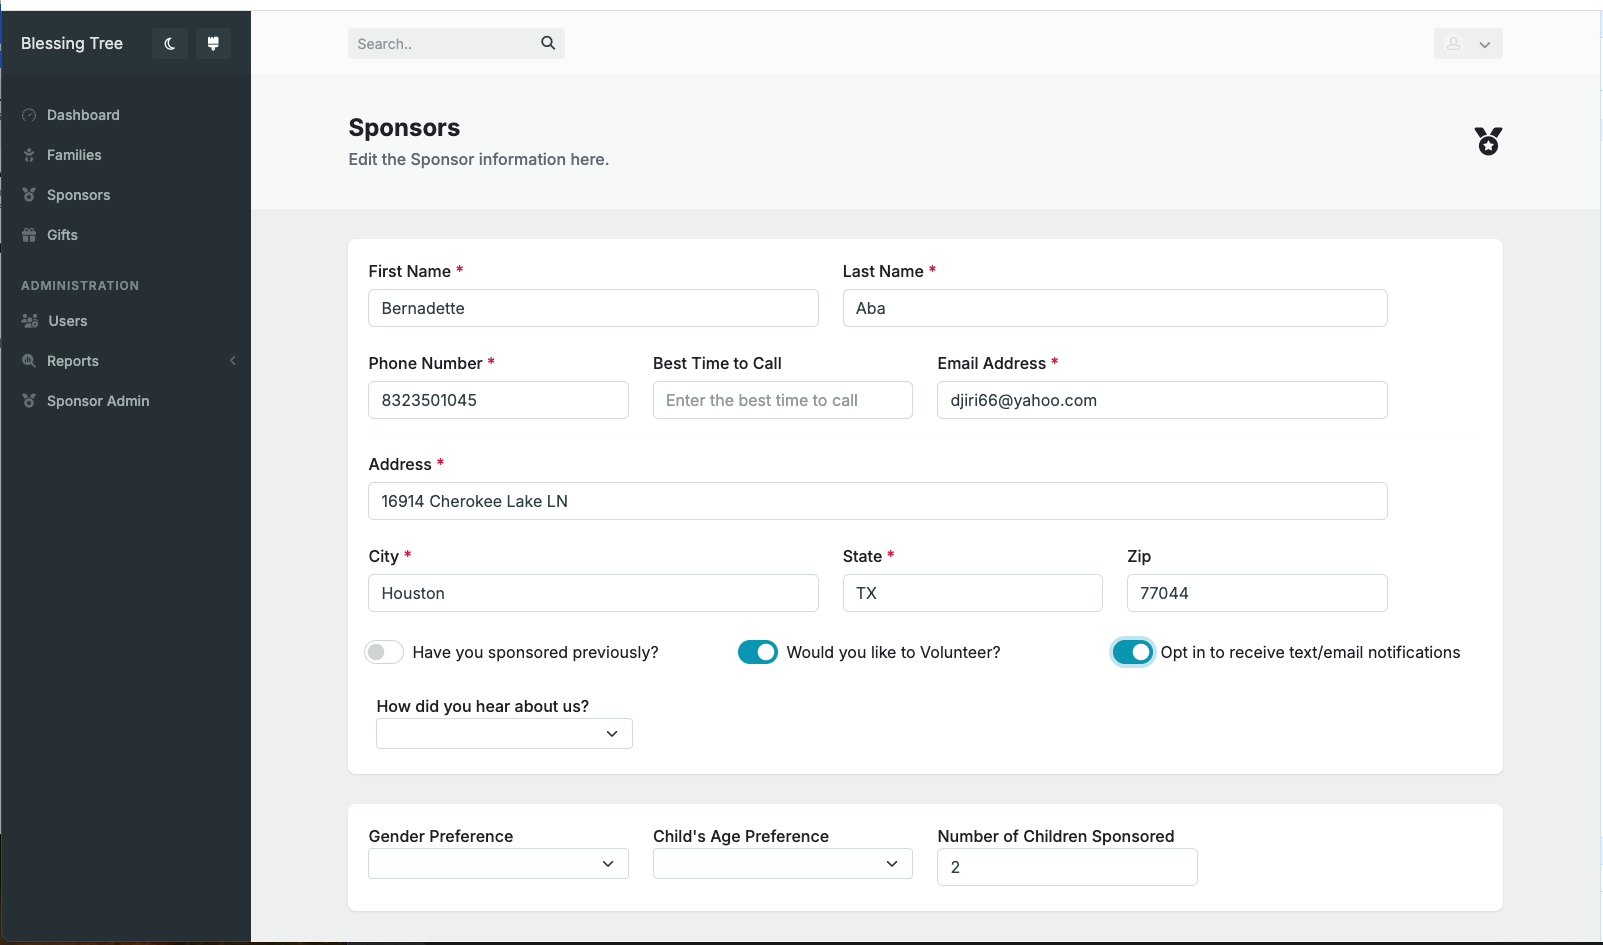 Blessing Tree
Search..
Dashboard
Families
Sponsors
Gifts
ADMINISTRATION
Users
Reports
Sponsor Admin
Sponsors
Edit the Sponsor information here.
First Name *
Last Name *
Bernadette
Aba
Phone Number *
Best Time to Call
Email Address *
8323501045
Enter the best time to call
djiri66@yahoo.com
Address *
16914 Cherokee Lake LN
City *
State *
Zip
Houston
TX
77044
Have you sponsored previously?
Would you like to Volunteer?
Opt in to receive text/email notifications
How did you hear about us?
Gender Preference
Child's Age Preference
Number of Children Sponsored
2